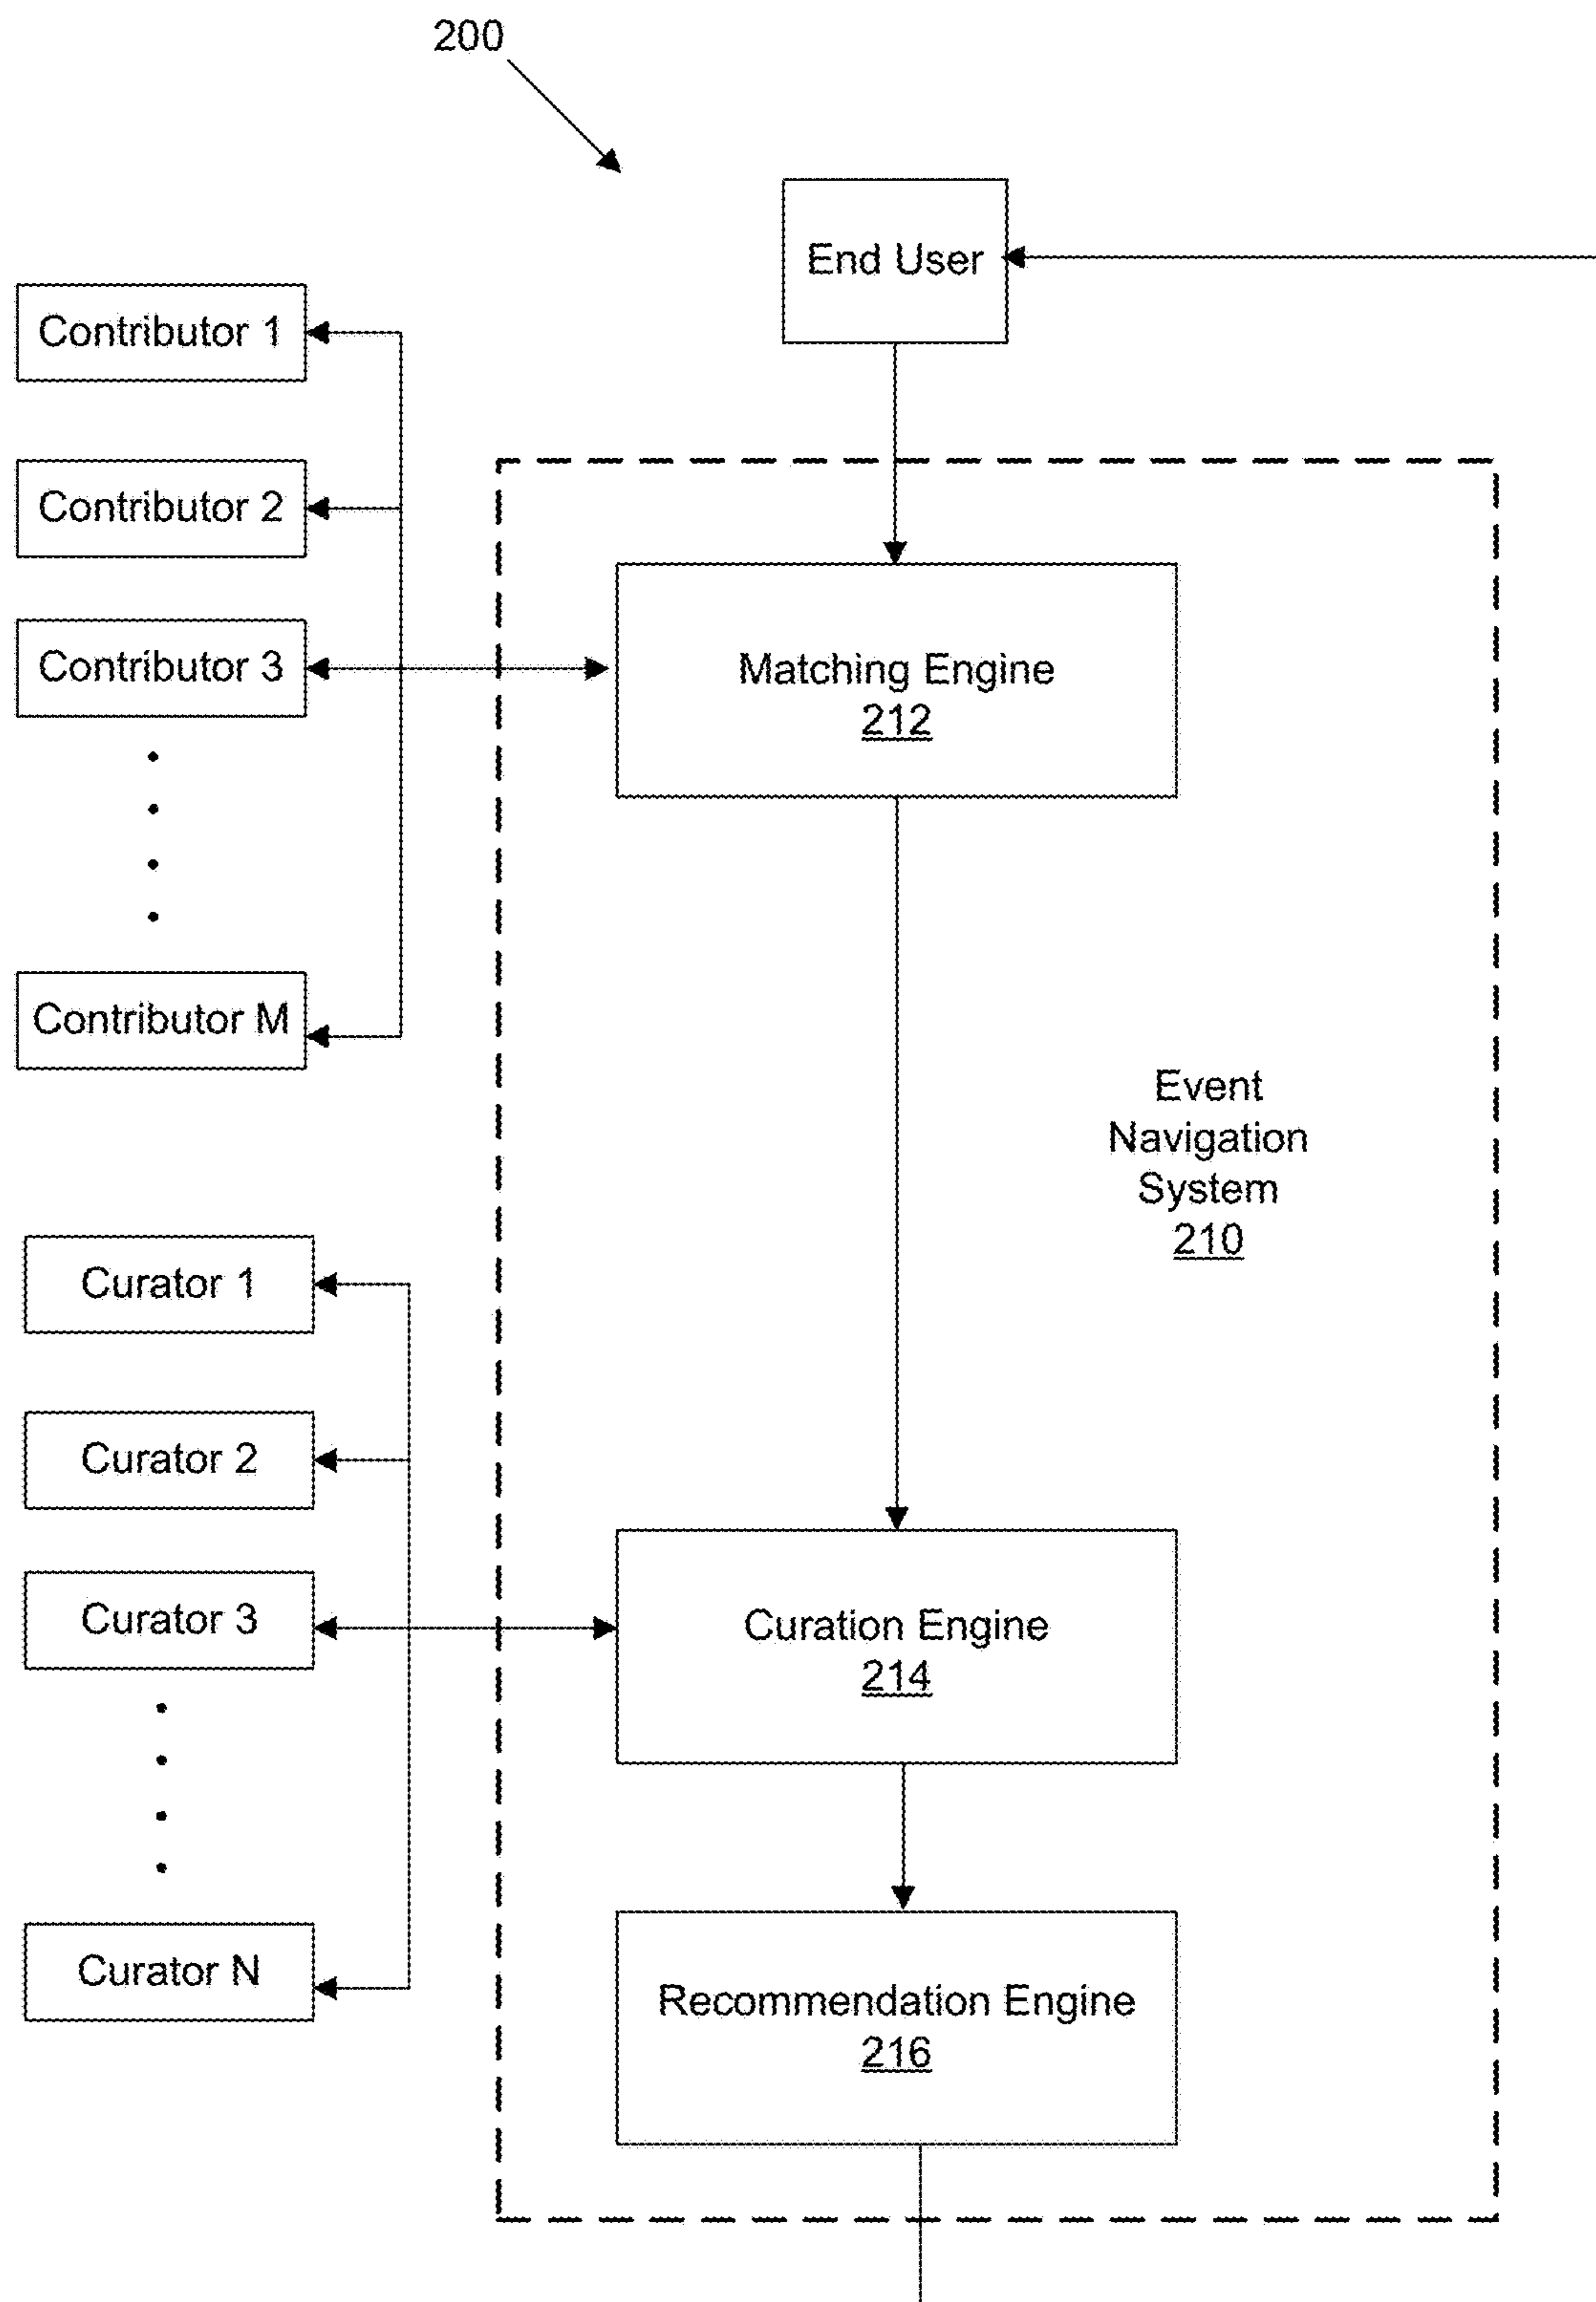 200
End User
Contributor 1
Contributor 2
Contributor 3
Contributor M
Matching Engine
212
Event
Navigation
System
210
Curator 1
Curator 2
Curator 3
Curator N
Curation Engine
214
Recommendation Engine
216